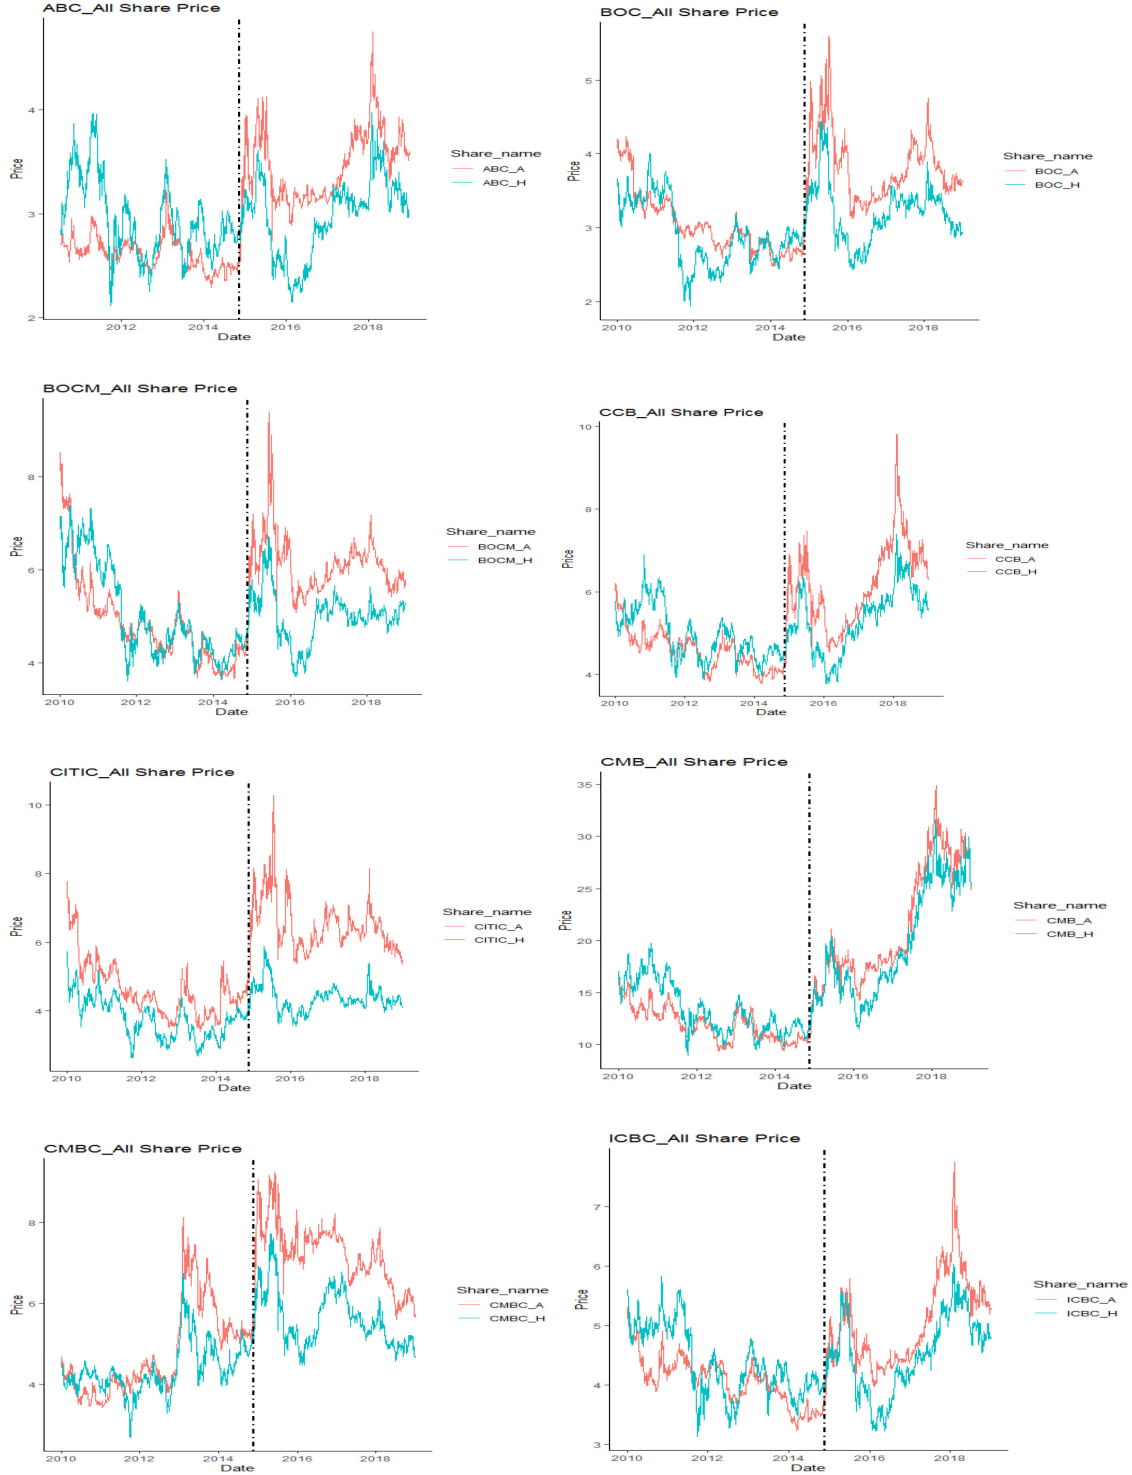 ABC_All Share Price
4
3
2
Price
2012
2014
2016
2018
Date
Share_name
ABC_A
ABC_H
BOC_All Share Price
5
4
3
2
Price
2010
2012
2014
2016
2018
Date
Share_name
BOC_A
BOC_H
BOCM_All Share Price
8
6
4
Price
2010
2012
2014
2016
2018
Date
Share_name
BOCM_A
BOCM_H
CCB_All Share Price
10
8
6
4
Price
2010
2012
2014
2016
2018
Date
Share_name
CCB_A
CCB_H
CITIC_All Share Price
10
8
6
4
Price
2010
2012
2014
2016
2018
Date
Share_name
CITIC_A
CITIC_H
CMB_All Share Price
35
30
25
20
15
10
Price
2010
2012
2014
2016
2018
Date
Share_name
CMB_A
CMB_H
CMBC_All Share Price
8
6
4
Price
2010
2012
2014
2016
2018
Date
Share_name
CMBC_A
CMBC_H
ICBC_All Share Price
7
6
5
4
3
Price
2010
2012
2014
2016
2018
Date
Share_name
ICBC_A
ICBC_H